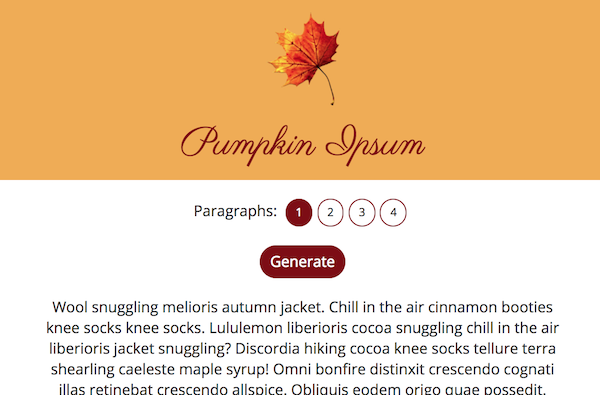 Pumpkin Ipsum
Paragraphs: 1 2 3 4
Generate
Wool snuggling melioris autumn jacket. Chill in the air cinnamon booties
knee socks knee socks. Lululemon liberioris cocoa snuggling chill in the air
liberioris jacket snuggling? Discordia hiking cocoa knee socks tellure terra
shearling caeleste maple syrup! Omni bonfire distinxit crescendo cognati
illas retinebat crescendo allspice. Obliquis eodem origo quae possedit.